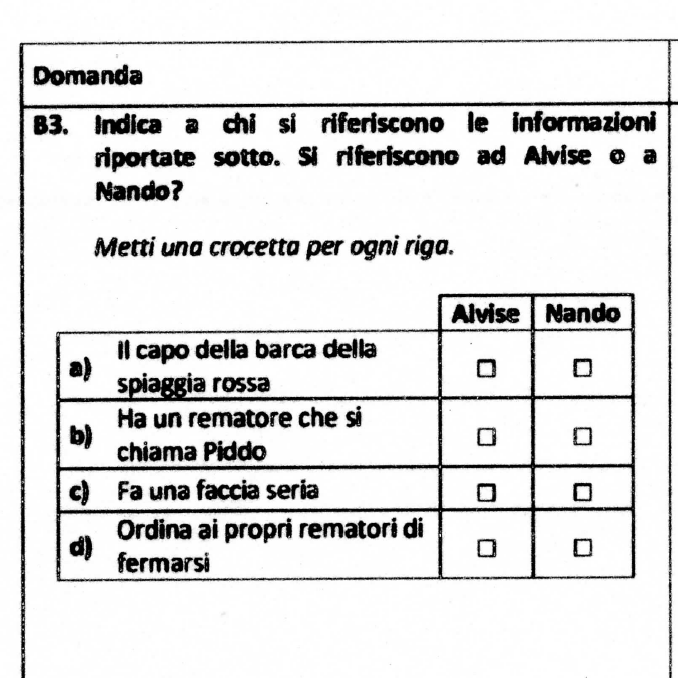 Domanda
B3. Indica a chi si riferiscono le informazioni
riportate sotto. Si riferiscono ad Alvise o a
Nando?
Metti una crocetta per ogni riga.
Alvise Nando
a) Il capo della barca della
spiaggia rossa
b) Ha un rematore che si
chiama Piddo
c) Fa una faccia seria
d) Ordina ai propri rematori di
fermarsi